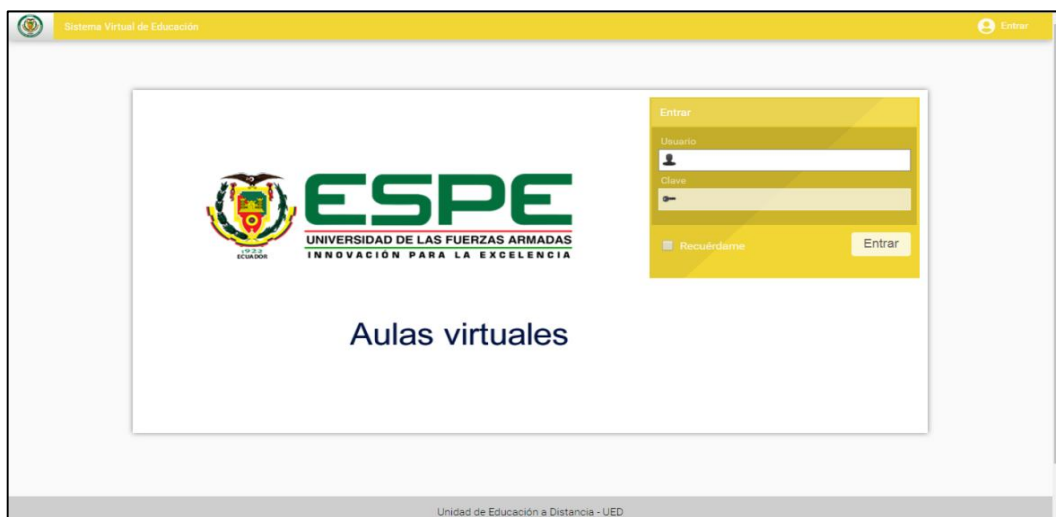 Sistema Virtual de Educación
Entrar
Entrar
Usuario
Clave
Recuérdame
Entrar
1922
ECUADOR
ESPE
UNIVERSIDAD DE LAS FUERZAS ARMADAS
INNOVACIÓN PARA LA EXCELENCIA
Aulas virtuales
Unidad de Educación a Distancia - UED